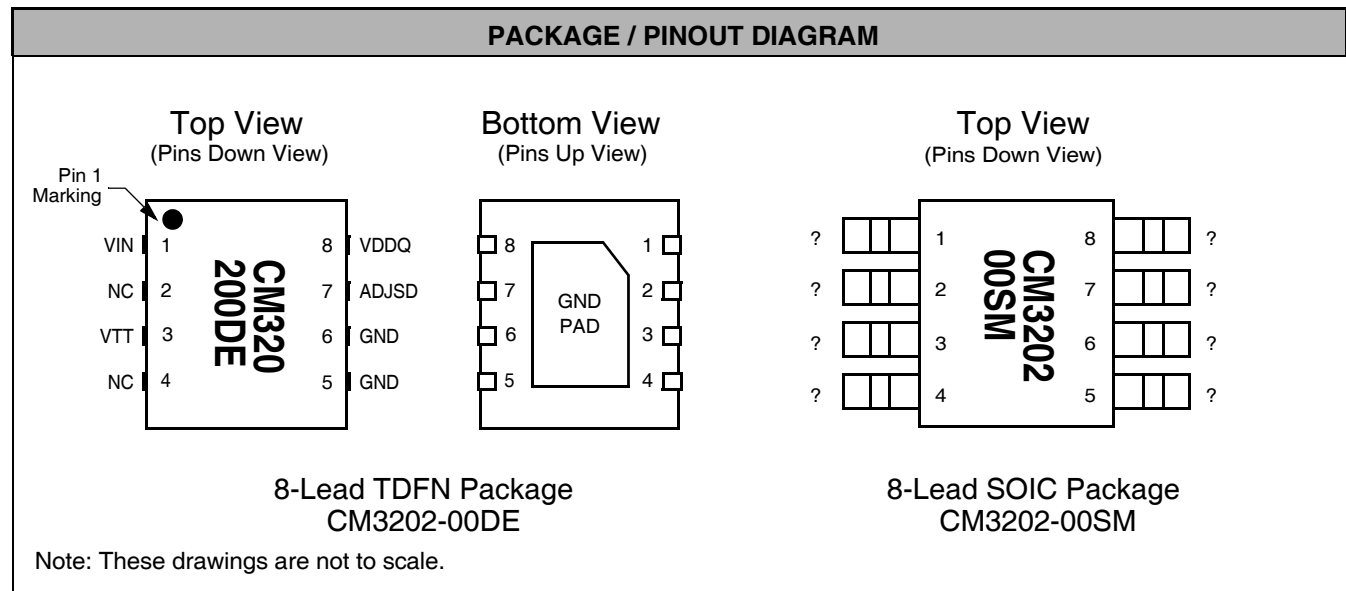 PACKAGE / PINOUT DIAGRAM
Top View
(Pins Down View)
Pin 1
Marking
VIN 1 8 VDDQ
NC 2 7 ADJSD
VTT 3 6 GND
NC 4 5 GND
CM320
200DE
Bottom View
(Pins Up View)
8 1
7 2
6 3
5 4
GND
PAD
8-Lead TDFN Package
CM3202-00DE
Top View
(Pins Down View)
? 1 8 ?
? 2 7 ?
? 3 6 ?
? 4 5 ?
CM3202
00SM
8-Lead SOIC Package
CM3202-00SM
Note: These drawings are not to scale.